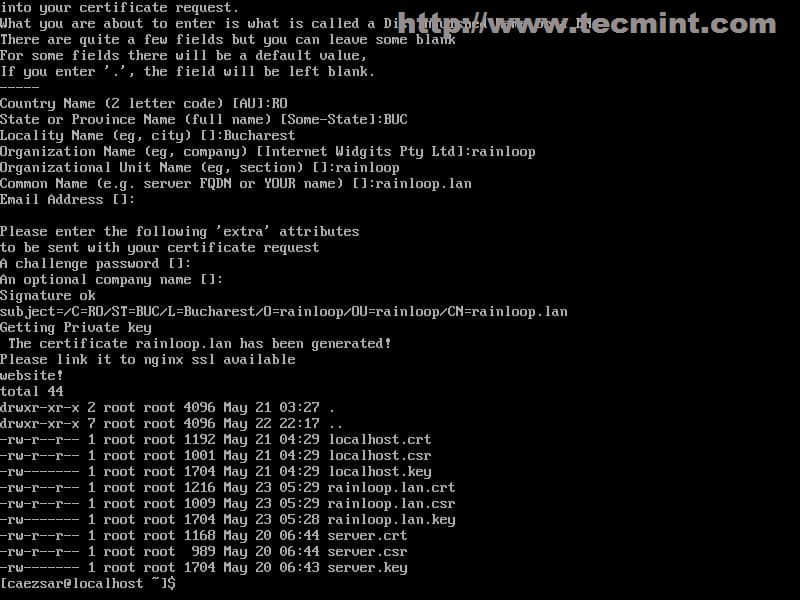 into your certificate request.
http://www.tecmint.com
What you are about to enter is what is called a
There are quite a few fields but you can leave some blank
For some fields there will be a default value,
If you enter '.', the field will be left blank.
-----
Country Name (2 letter code) [AU]:RO
State or Province Name (full name) [Some-State]:BUC
Locality Name (eg, city) []:Bucharest
Organization Name (eg, company) [Internet Widgits Pty Ltd]:rainloop
Organizational Unit Name (eg, section) []:rainloop
Common Name (e.g. server FQDN or YOUR name) []:rainloop.lan
Email Address []:
Please enter the following 'extra' attributes
to be sent with your certificate request
A challenge password []:
An optional company name []:
Signature ok
subject=/C=RO/ST=BUC/L=Bucharest/O=rainloop/OU=rainloop/CN=rainloop.lan
Getting Private key
The certificate rainloop.lan has been generated!
Please link it to nginx ssl available
website!
total 44
drwxr-xr-x 2 root root 4096 May 21 03:27 .
drwxr-xr-x 7 root root 4096 May 22 22:17 ..
-rw-r--r-- 1 root root 1192 May 21 04:29 localhost.crt
-rw-r--r-- 1 root root 1001 May 21 04:29 localhost.csr
-rw------- 1 root root 1704 May 21 04:29 localhost.key
-rw-r--r-- 1 root root 1216 May 23 05:29 rainloop.lan.crt
-rw-r--r-- 1 root root 1009 May 23 05:29 rainloop.lan.csr
-rw------- 1 root root 1704 May 23 05:28 rainloop.lan.key
-rw-r--r-- 1 root root 1168 May 20 06:44 server.crt
-rw-r--r-- 1 root root  989 May 20 06:44 server.csr
-rw------- 1 root root 1704 May 20 06:43 server.key
[caezsar@localhost ~]$